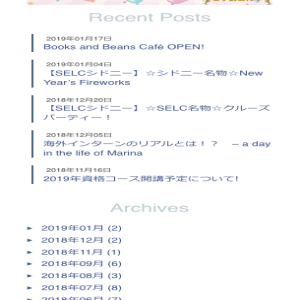 Recent Posts
2019年01月17日
Books and Beans Café OPEN!
2019年01月04日
【SELCシドニー】 ☆シドニー名物☆New
Year's Fireworks
2018年12月20日
【SELCシドニー】 ☆SELC名物☆クルーズ
パーティー！
2018年12月05日
海外インターンのリアルとは！？　– a day
in the life of Marina
2018年11月16日
2019年資格コース開講予定について!
Archives
► 2019年01月 (2)
► 2018年12月 (2)
► 2018年11月 (1)
► 2018年09月 (6)
► 2018年08月 (3)
► 2018年07月 (8)
► 2018年06月 (7)